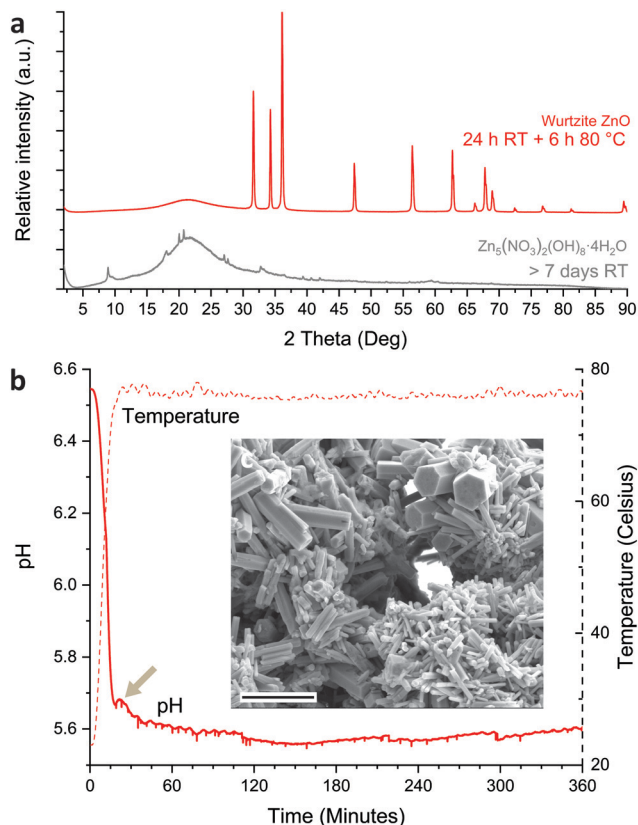 a
Relative intensity (a.u.)
Wurtzite ZnO
24 h RT + 6 h 80 °C
Zn₅(NO₃)₂(OH)₈·4H₂O
> 7 days RT
5 10 15 20 25 30 35 40 45 50 55 60 65 70 75 80 85 90
2 Theta (Deg)
b
6.6
6.4
6.2
6.0
5.8
5.6
5.4
pH
Temperature
pH
80
60
40
20
Temperature (Celsius)
0 60 120 180 240 300 360
Time (Minutes)